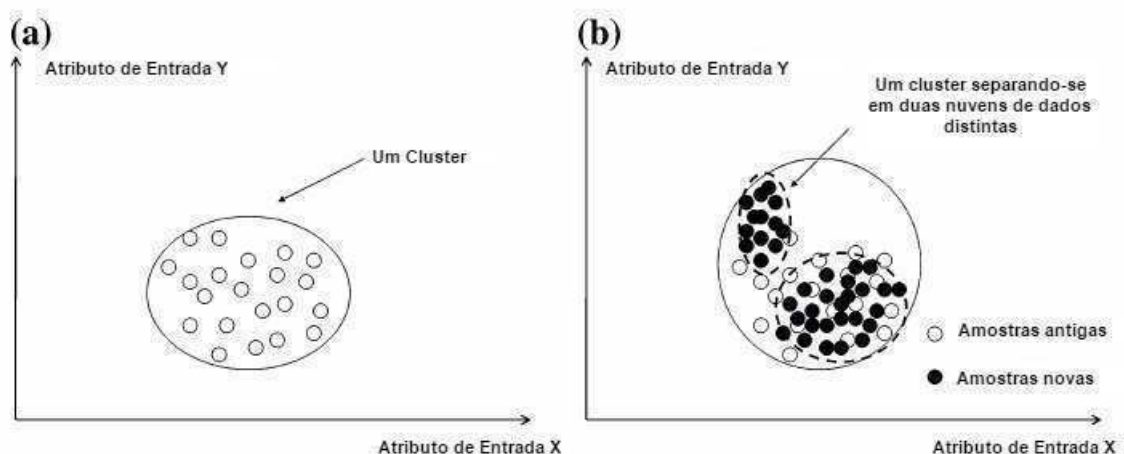 (a)
Atributo de Entrada Y
Um Cluster
Atributo de Entrada X
(b)
Atributo de Entrada Y
Um cluster separando-se
em duas nuvens de dados
distintas
Amostras antigas
Amostras novas
Atributo de Entrada X